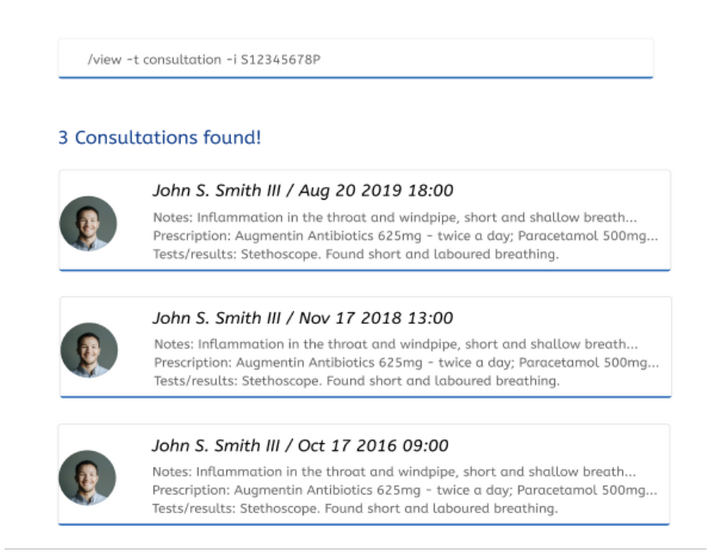 /view -t consultation -i S12345678P
3 Consultations found!
John S. Smith III / Aug 20 2019 18:00
Notes: Inflammation in the throat and windpipe, short and shallow breath...
Prescription: Augmentin Antibiotics 625mg - twice a day; Paracetamol 500mg...
Tests/results: Stethoscope. Found short and laboured breathing.
John S. Smith III / Nov 17 2018 13:00
Notes: Inflammation in the throat and windpipe, short and shallow breath...
Prescription: Augmentin Antibiotics 625mg - twice a day; Paracetamol 500mg...
Tests/results: Stethoscope. Found short and laboured breathing.
John S. Smith III / Oct 17 2016 09:00
Notes: Inflammation in the throat and windpipe, short and shallow breath...
Prescription: Augmentin Antibiotics 625mg - twice a day; Paracetamol 500mg...
Tests/results: Stethoscope. Found short and laboured breathing.